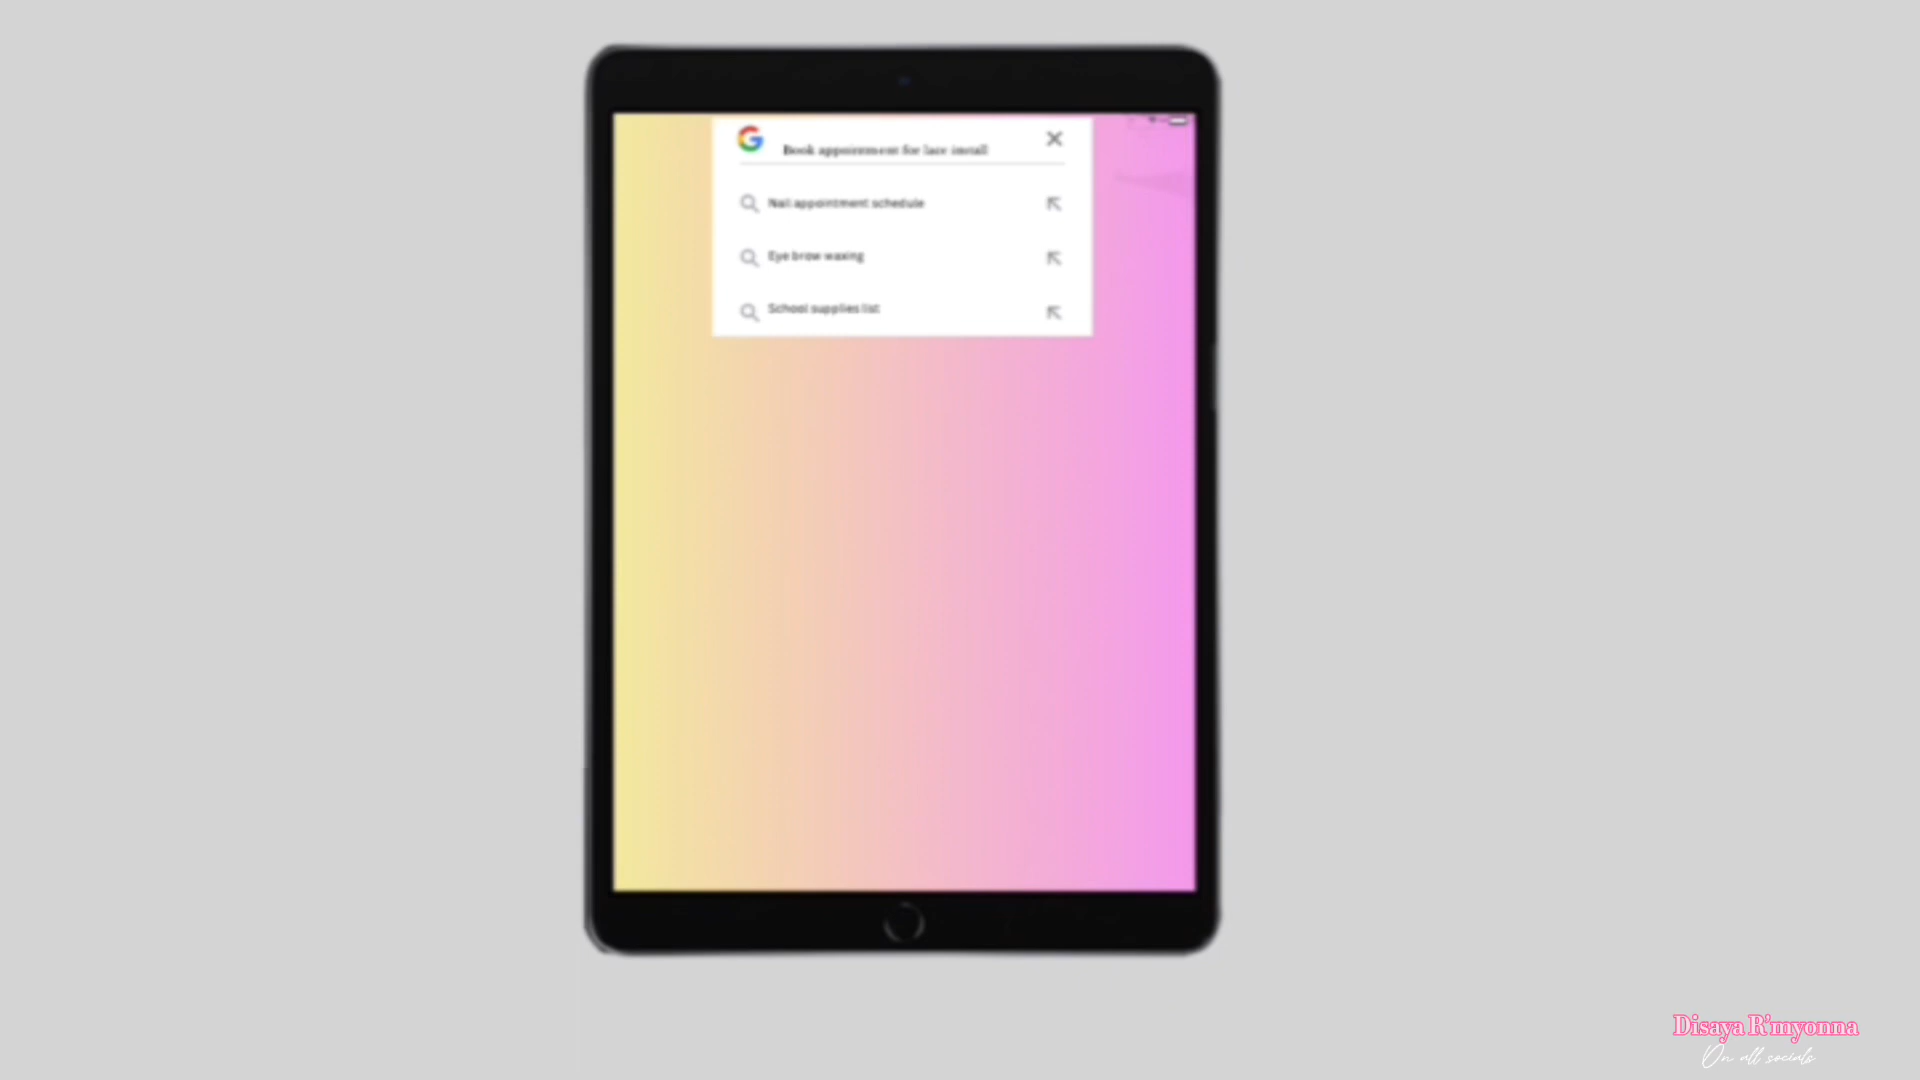 Book appointment for lace install
Nail appointment schedule
Eye brow waxing
School supplies list
Disaya R'myonna
On all socials